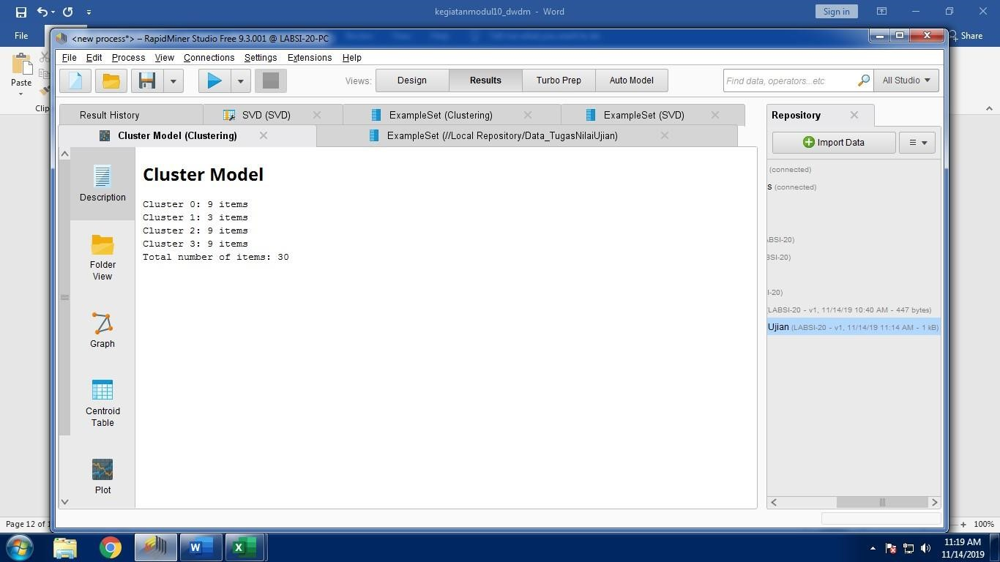 kegiatanmodul10_dwdm - Word
Sign in
File
Share
<new process*> – RapidMiner Studio Free 9.3.001 @ LABSI-20-PC
File Edit Process View Connections Settings Extensions Help
Paste
Clip
Views:
Design
Results
Turbo Prep
Auto Model
Find data, operators...etc
All Studio
Result History
SVD (SVD)
ExampleSet (Clustering)
ExampleSet (SVD)
Cluster Model (Clustering)
ExampleSet (//Local Repository/Data_TugasNilaiUjian)
Repository
Import Data
Description
Folder
View
Graph
Centroid
Table
Plot
Cluster Model
Cluster 0: 9 items
Cluster 1: 3 items
Cluster 2: 9 items
Cluster 3: 9 items
Total number of items: 30
(connected)
s (connected)
ABSI-20)
BSI-20)
I-20)
LABSI-20 - v1, 11/14/19 10:40 AM - 447 bytes)
Ujian (LABSI-20 - v1, 11/14/19 11:14 AM - 1 kB)
Page 12 of 1
100%
11:19 AM
11/14/2019